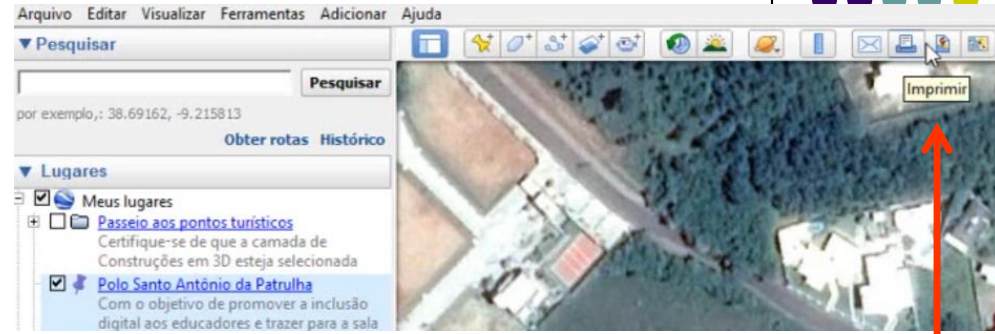 Arquivo Editar Visualizar Ferramentas Adicionar Ajuda
Pesquisar
Pesquisar
por exemplo,: 38.69162, -9.215813
Obter rotas Histórico
Lugares
Meus lugares
Passeio aos pontos turísticos
Certifique-se de que a camada de
Construções em 3D esteja selecionada
Polo Santo Antônio da Patrulha
Com o objetivo de promover a inclusão
digital aos educadores e trazer para a sala
Imprimir